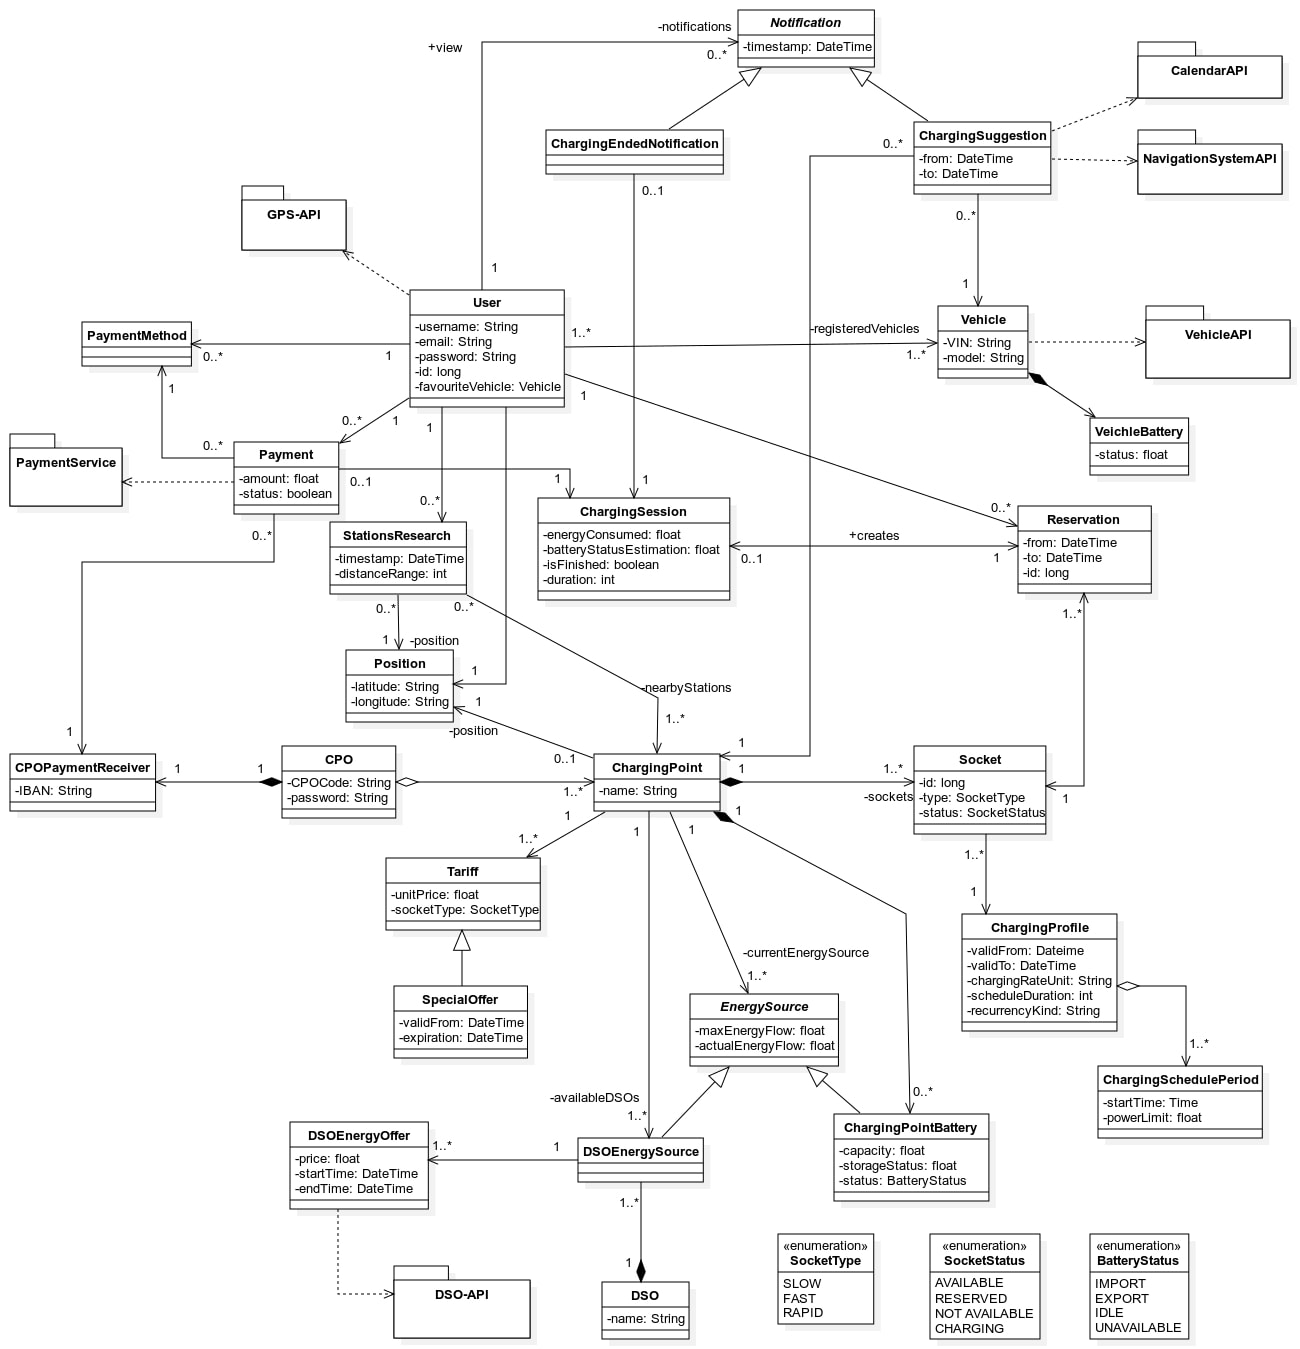 Notification
-timestamp: DateTime
-notifications
0..*
+view
CalendarAPI
ChargingEndedNotification
0..1
ChargingSuggestion
-from: DateTime
-to: DateTime
0..*
0..*
NavigationSystemAPI
GPS-API
1
User
-username: String
-email: String
-password: String
-id: long
-favouriteVehicle: Vehicle
1..*
-registeredVehicles
1..*
1
Vehicle
-VIN: String
-model: String
VehicleAPI
PaymentMethod
0..*
1
1
0..*
1
1
1
VeichleBattery
-status: float
PaymentService
0..*
Payment
-amount: float
-status: boolean
0..1
1
1
0..*
0..*
0..*
ChargingSession
-energyConsumed: float
-batteryStatusEstimation: float
-isFinished: boolean
-duration: int
+creates
0..1
1
Reservation
-from: DateTime
-to: DateTime
-id: long
1..*
StationsResearch
-timestamp: DateTime
-distanceRange: int
0..*
0..*
1
-position
Position
-latitude: String
-longitude: String
1
1
-position
0..1
-nearbyStations
1..*
1
1
CPOPaymentReceiver
-IBAN: String
1
1
CPO
-CPOCode: String
-password: String
1..*
ChargingPoint
-name: String
1
1..*
-sockets
Socket
-id: long
-type: SocketType
-status: SocketStatus
1
1
1
1
1
1..*
Tariff
-unitPrice: float
-socketType: SocketType
1..*
1
ChargingProfile
-validFrom: Dateime
-validTo: DateTime
-chargingRateUnit: String
-scheduleDuration: int
-recurrencyKind: String
-currentEnergySource
1..*
SpecialOffer
-validFrom: DateTime
-expiration: DateTime
EnergySource
-maxEnergyFlow: float
-actualEnergyFlow: float
1..*
ChargingSchedulePeriod
-startTime: Time
-powerLimit: float
-availableDSOs
1..*
0..*
DSOEnergyOffer
-price: float
-startTime: DateTime
-endTime: DateTime
1..*
1
DSOEnergySource
1..*
ChargingPointBattery
-capacity: float
-storageStatus: float
-status: BatteryStatus
DSO-API
1
DSO
-name: String
«enumeration»
SocketType
SLOW
FAST
RAPID
«enumeration»
SocketStatus
AVAILABLE
RESERVED
NOT AVAILABLE
CHARGING
«enumeration»
BatteryStatus
IMPORT
EXPORT
IDLE
UNAVAILABLE